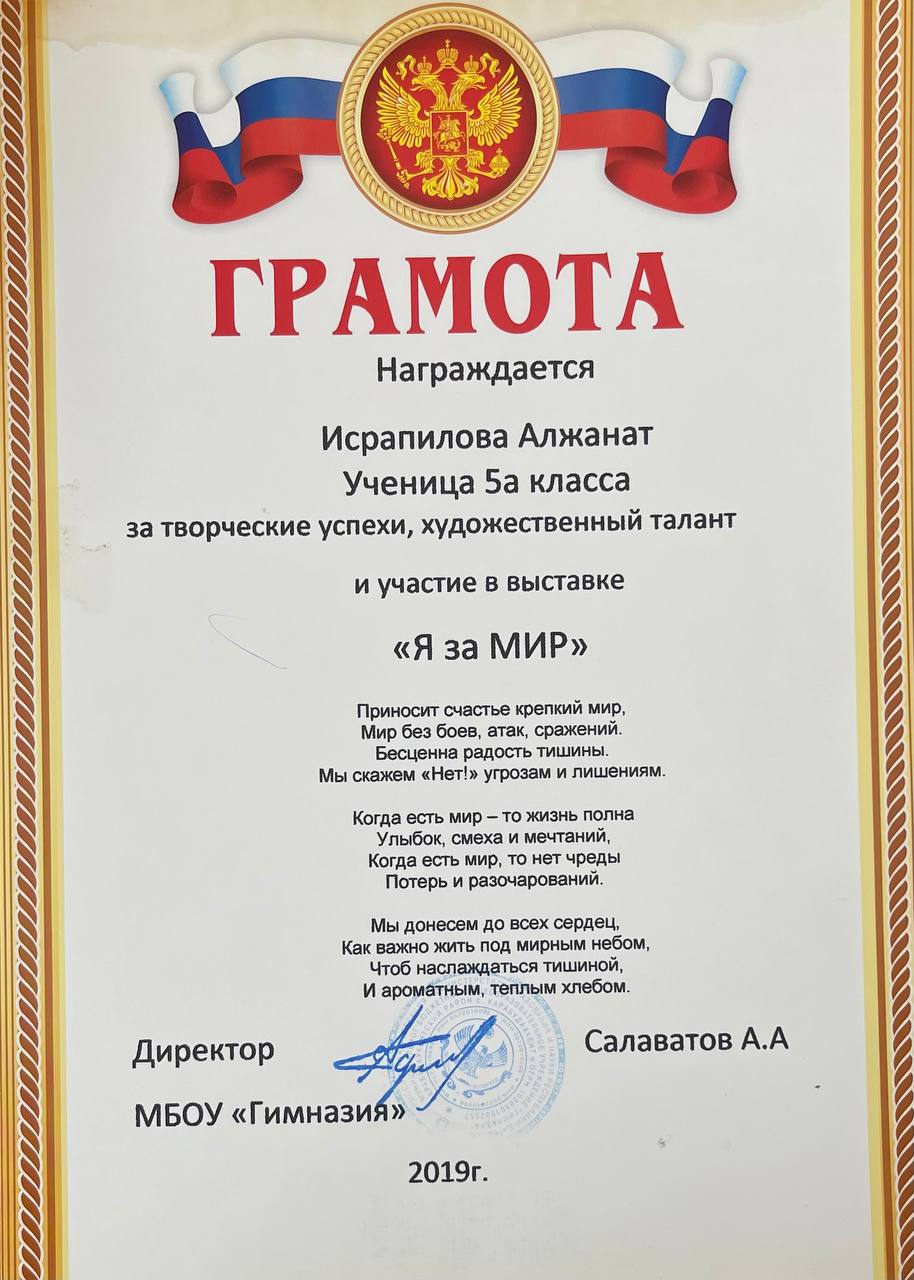 ГРАМОТА
Награждается
Исрапилова Алжанат
Ученица 5а класса
за творческие успехи, художественный талант
и участие в выставке
«Я за МИР»
Приносит счастье крепкий мир,
Мир без боев, атак, сражений.
Бесценна радость тишины.
Мы скажем «Нет!» угрозам и лишениям.
Когда есть мир – то жизнь полна
Улыбок, смеха и мечтаний,
Когда есть мир, то нет чреды
Потерь и разочарований.
Мы донесем до всех сердец,
Как важно жить под мирным небом,
Чтоб наслаждаться тишиной,
И ароматным, теплым хлебом.
Директор
Салаватов А.А
МБОУ «Гимназия»
2019г.